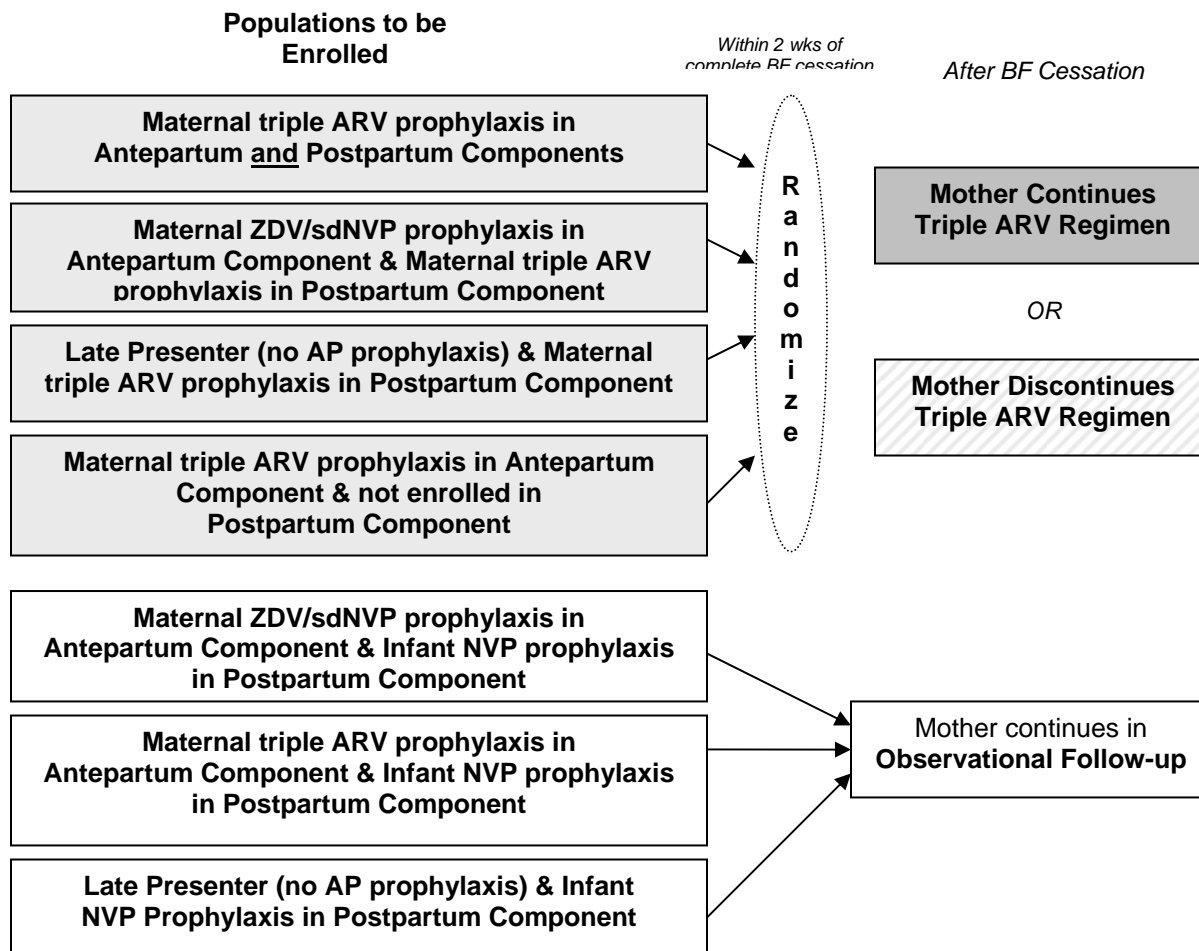 Populations to be
Enrolled
Within 2 wks of
complete BF cessation
After BF Cessation
Maternal triple ARV prophylaxis in
Antepartum and Postpartum Components
Maternal ZDV/sdNVP prophylaxis in
Antepartum Component & Maternal triple ARV
prophylaxis in Postpartum Component
Late Presenter (no AP prophylaxis) & Maternal
triple ARV prophylaxis in Postpartum Component
Maternal triple ARV prophylaxis in Antepartum
Component & not enrolled in
Postpartum Component
Randomize
Mother Continues
Triple ARV Regimen
OR
Mother Discontinues
Triple ARV Regimen
Maternal ZDV/sdNVP prophylaxis in
Antepartum Component & Infant NVP prophylaxis
in Postpartum Component
Maternal triple ARV prophylaxis in
Antepartum Component & Infant NVP prophylaxis
in Postpartum Component
Late Presenter (no AP prophylaxis) & Infant
NVP Prophylaxis in Postpartum Component
Mother continues in
Observational Follow-up